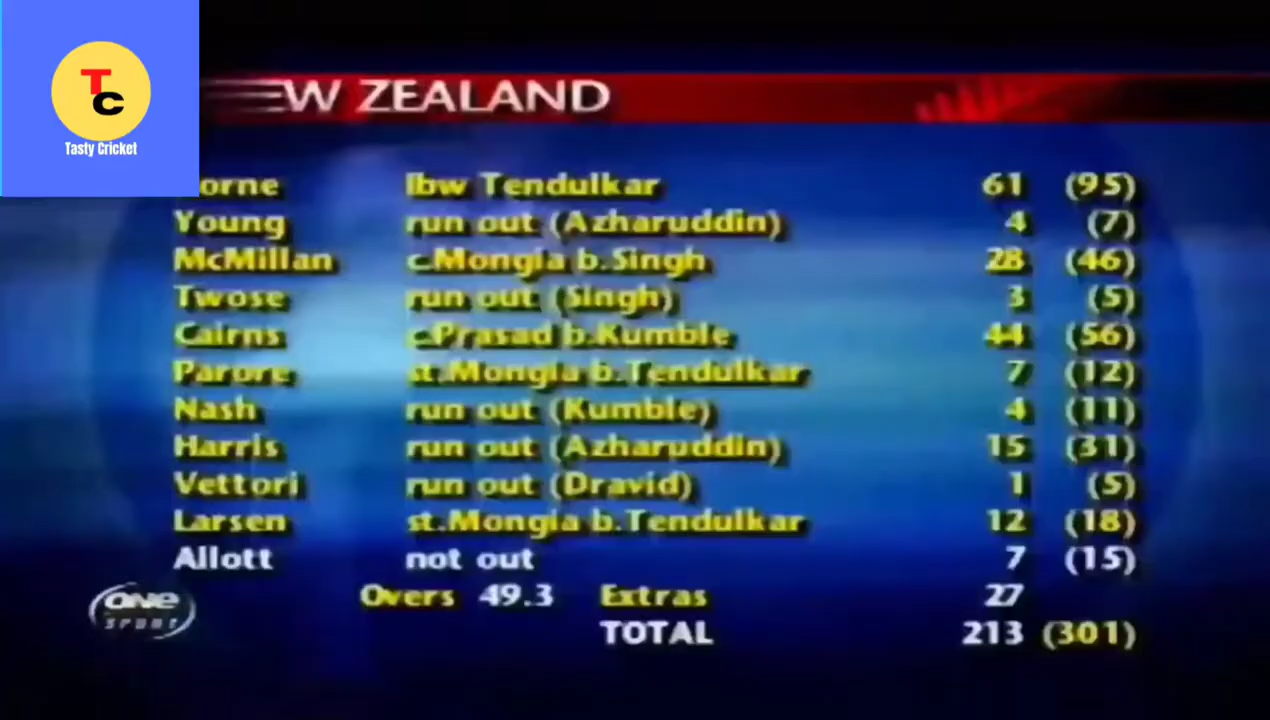 TC
Tasty Cricket
EW ZEALAND
orne lbw Tendulkar 61 (95)
Young run out (Azharuddin) 4 (7)
McMillan c.Mongia b.Singh 28 (46)
Twose run out (Singh) 3 (5)
Cairns c.Prasad b.Kumble 44 (56)
Parore st.Mongia b.Tendulkar 7 (12)
Nash run out (Kumble) 4 (11)
Harris run out (Azharuddin) 15 (31)
Vettori run out (Dravid) 1 (5)
Larsen st.Mongia b.Tendulkar 12 (18)
Allott not out 7 (15)
Overs 49.3 Extras 27
TOTAL 213 (301)
ONE
SPORT